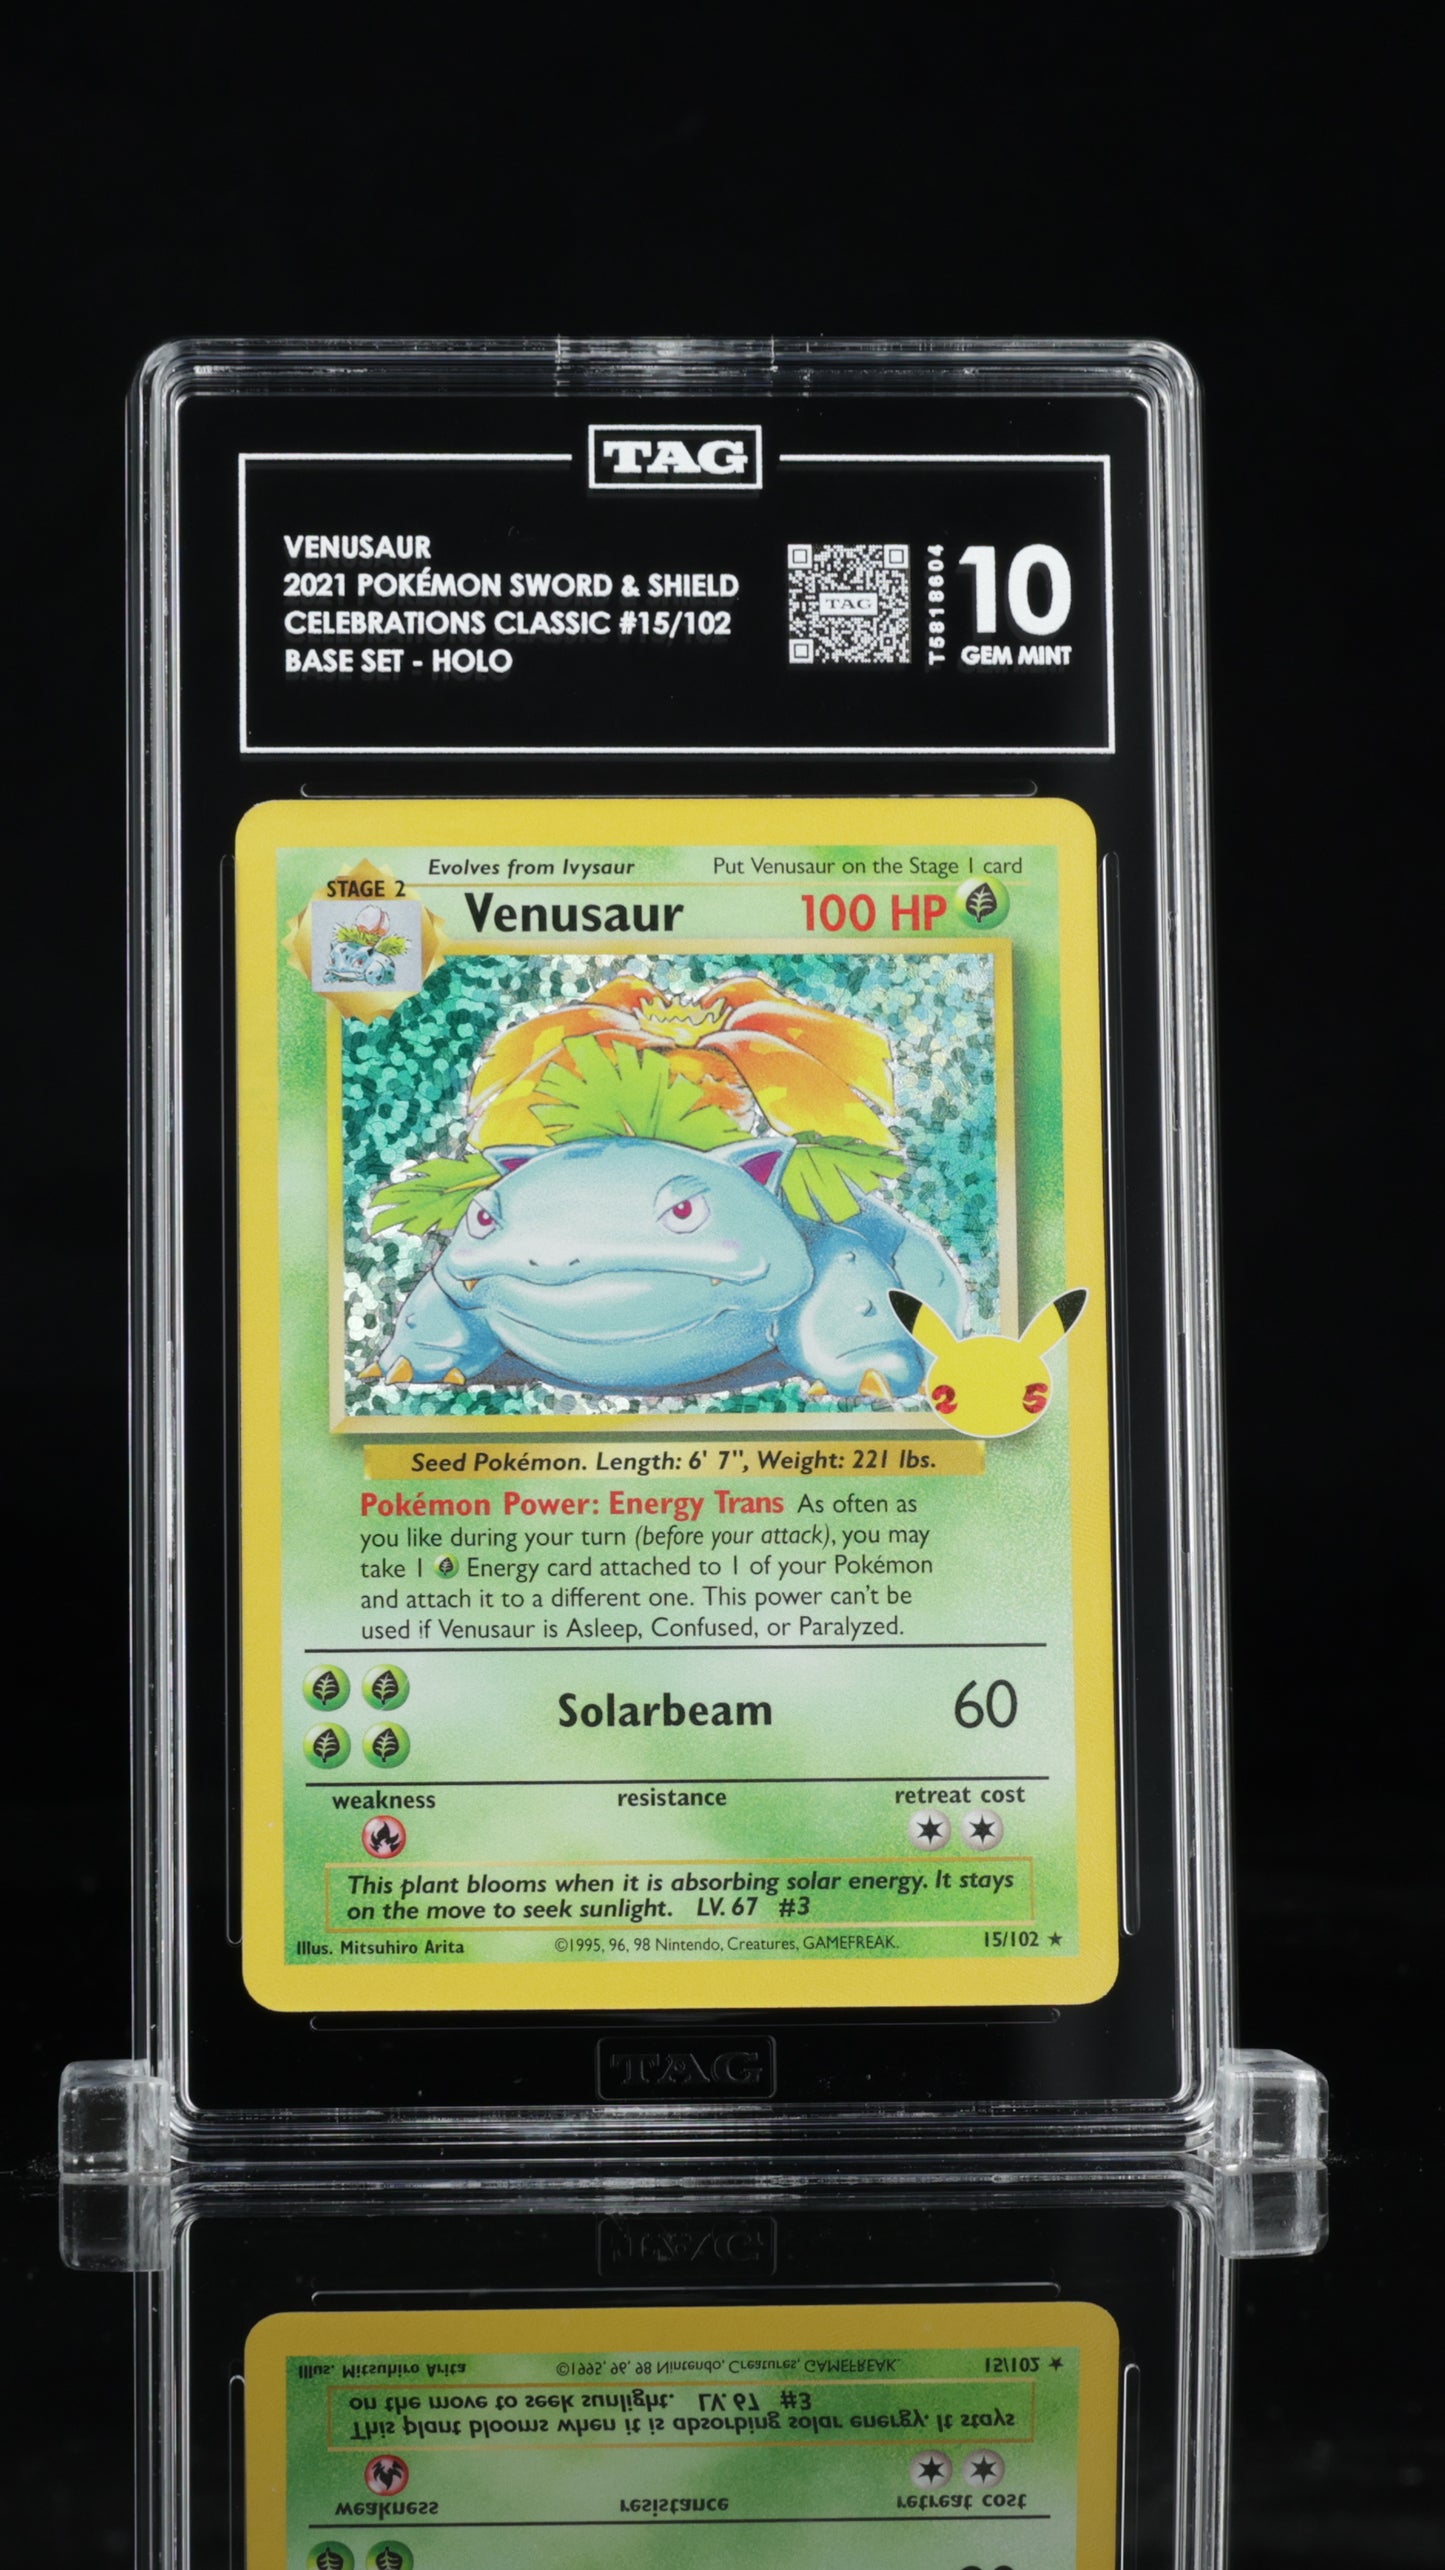 TAG
VENUSAUR
2021 POKÉMON SWORD & SHIELD
CELEBRATIONS CLASSIC #15/102
BASE SET - HOLO
TAG
T5818604
10
GEM MINT
Evolves from Ivysaur
Put Venusaur on the Stage 1 card
STAGE 2
Venusaur
100 HP
25
Seed Pokémon. Length: 6' 7", Weight: 221 lbs.
Pokémon Power: Energy Trans As often as
you like during your turn (before your attack), you may
take 1 Energy card attached to 1 of your Pokémon
and attach it to a different one. This power can't be
used if Venusaur is Asleep, Confused, or Paralyzed.
Solarbeam
60
weakness
resistance
retreat cost
This plant blooms when it is absorbing solar energy. It stays
on the move to seek sunlight. LV. 67 #3
Illus. Mitsuhiro Arita
©1995, 96, 98 Nintendo, Creatures, GAMEFREAK.
15/102 ★
TAG